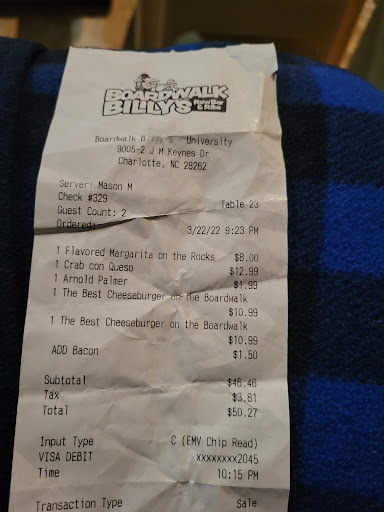 BOARDWALK
BILLY'S Raw Bar & Ribs
Boardwalk Billy's University
9005-2 J M Keynes Dr
Charlotte, NC 28262
Server: Mason M
Check #329 Table 23
Guest Count: 2
Ordered: 3/22/22 9:23 PM
1 Flavored Margarita on the Rocks $8.00
1 Crab con Queso $12.99
1 Arnold Palmer $1.99
1 The Best Cheeseburger on the Boardwalk
$10.99
1 The Best Cheeseburger on the Boardwalk
$10.99
ADD Bacon $1.50
Subtotal $46.46
Tax $3.81
Total $50.27
Input Type C (EMV Chip Read)
VISA DEBIT xxxxxxxx2045
Time 10:15 PM
Transaction Type Sale